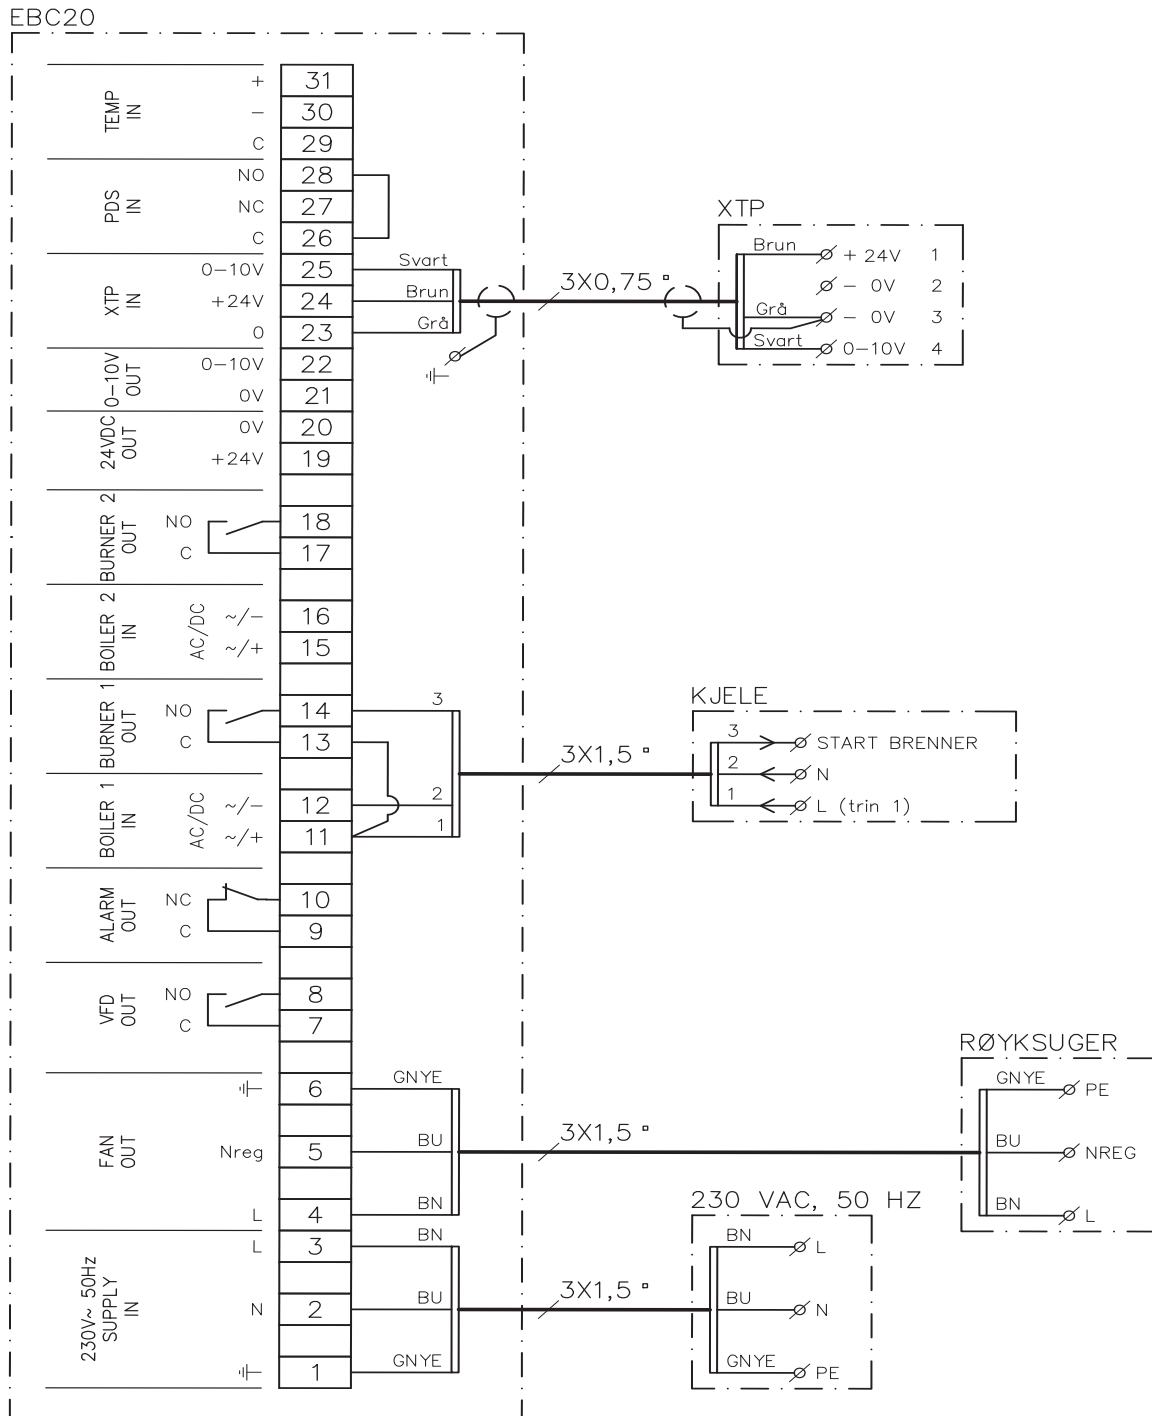 EBC20
TEMP IN
+ 31
− 30
C 29
PDS IN
NO 28
NC 27
C 26
XTP IN
0−10V 25 Svart
+24V 24 Brun
0 23 Grå
3X0,75
XTP
Brun + 24V 1
− 0V 2
Grå − 0V 3
Svart 0−10V 4
0−10V OUT
0−10V 22
0V 21
24VDC OUT
0V 20
+24V 19
BURNER 2 OUT
NO 18
C 17
BOILER 2 IN
AC/DC
~/− 16
~/+ 15
BURNER 1 OUT
NO 14 3
C 13
3X1,5
KJELE
3 START BRENNER
2 N
1 L (trin 1)
BOILER 1 IN
AC/DC
~/− 12 2
~/+ 11 1
ALARM OUT
NC 10
C 9
VFD OUT
NO 8
C 7
FAN OUT
6 GNYE
Nreg 5 BU
L 4 BN
3X1,5
RØYKSUGER
GNYE PE
BU NREG
BN L
230V~ 50Hz SUPPLY IN
L 3 BN
N 2 BU
1 GNYE
3X1,5
230 VAC, 50 HZ
BN L
BU N
GNYE PE